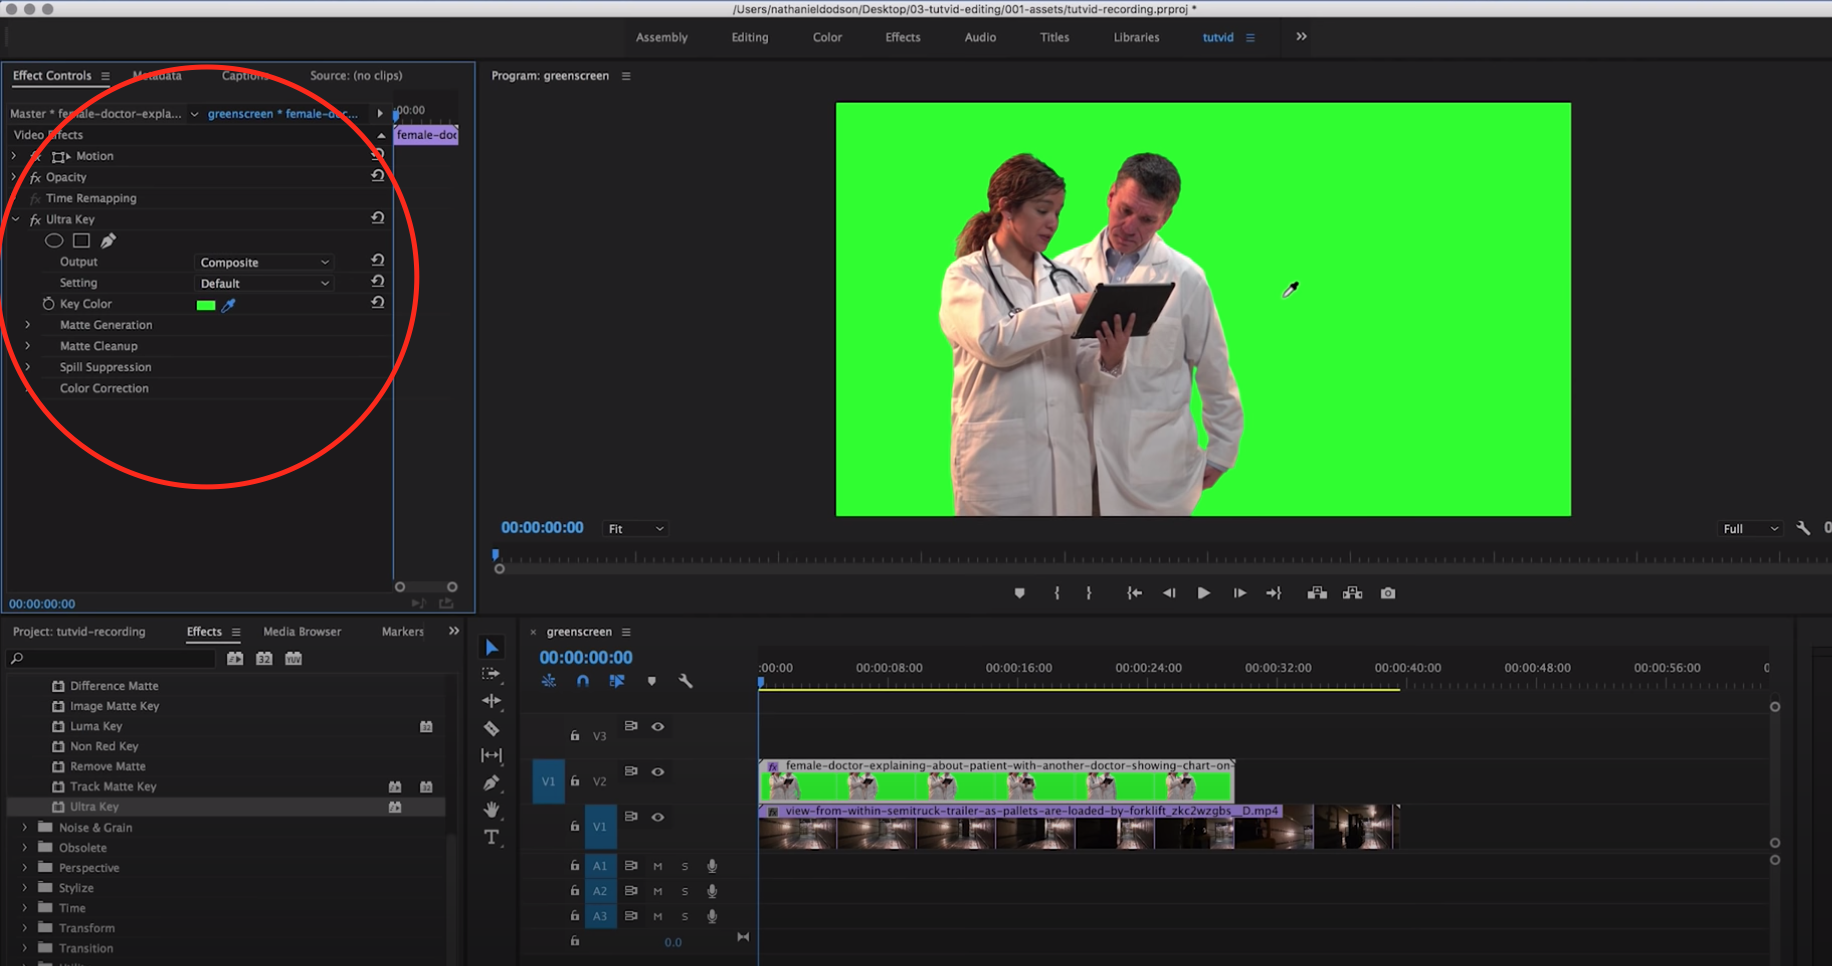 /Users/nathanieldodson/Desktop/03-tutvid-editing/001-assets/tutvid-recording.prproj *
Assembly Editing Color Effects Audio Titles Libraries tutvid
Effect Controls Metadata Captions Source: (no clips)
Program: greenscreen
Master * female-doctor-expla... greenscreen * female-doc...
:00:00
Video Effects
female-doc
fx Motion
fx Opacity
fx Time Remapping
fx Ultra Key
Output Composite
Setting Default
Key Color
Matte Generation
Matte Cleanup
Spill Suppression
Color Correction
00:00:00:00 Fit Full
00:00:00:00
Project: tutvid-recording Effects Media Browser Markers
32 YUV
Difference Matte
Image Matte Key
Luma Key
Non Red Key
Remove Matte
Track Matte Key
Ultra Key
Noise & Grain
Obsolete
Perspective
Stylize
Time
Transform
Transition
greenscreen
00:00:00:00
:00:00 00:00:08:00 00:00:16:00 00:00:24:00 00:00:32:00 00:00:40:00 00:00:48:00 00:00:56:00
V3
V1 V2 fx female-doctor-explaining-about-patient-with-another-doctor-showing-chart-on-
V1 fx view-from-within-semitruck-trailer-as-pallets-are-loaded-by-forklift_zkc2wzgbs__D.mp4
A1 M S
A2 M S
A3 M S
0.0